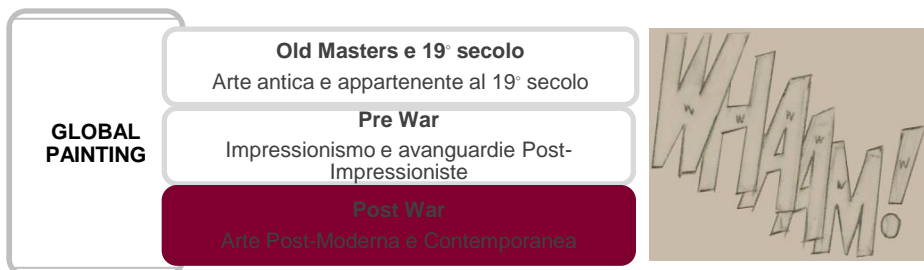 GLOBAL
PAINTING
Old Masters e 19° secolo
Arte antica e appartenente al 19° secolo
Pre War
Impressionismo e avanguardie Post-
Impressioniste
Post War
Arte Post-Moderna e Contemporanea
WHAAM!
W
W
W
W
W
W